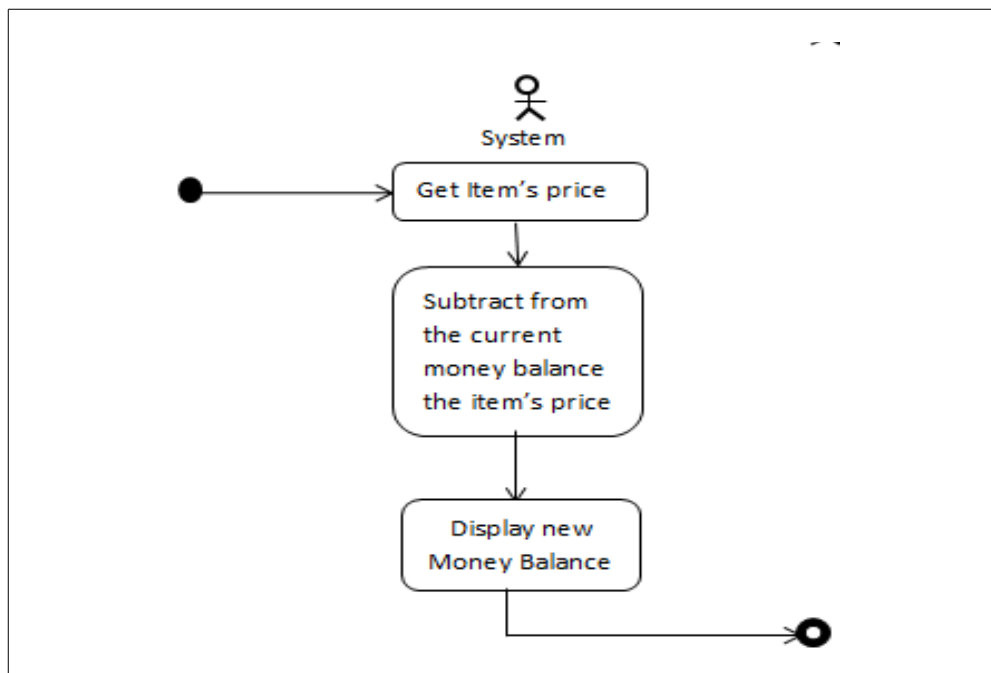 System
Get Item’s price
Subtract from
the current
money balance
the item’s price
Display new
Money Balance